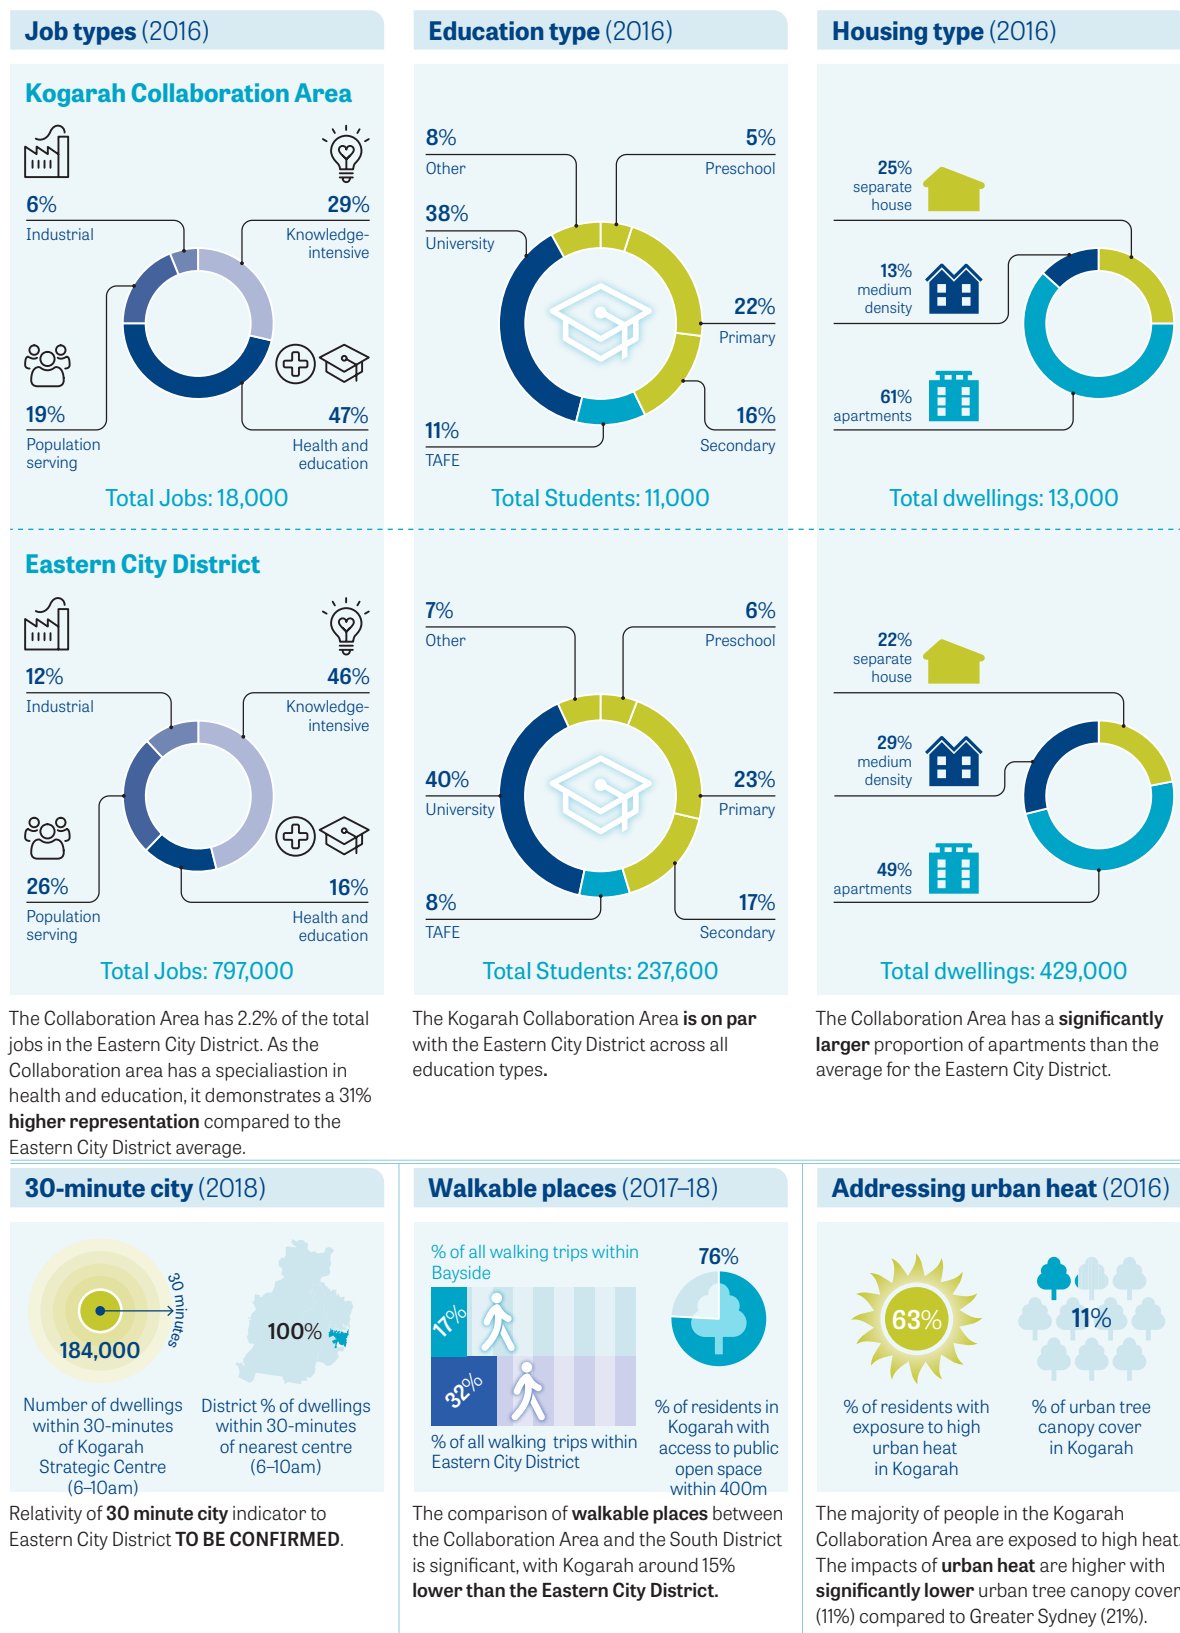 Job types (2016)
Kogarah Collaboration Area
6%
Industrial
29%
Knowledge-
intensive
19%
Population
serving
47%
Health and
education
Total Jobs: 18,000
Education type (2016)
8%
Other
5%
Preschool
38%
University
22%
Primary
16%
Secondary
11%
TAFE
Total Students: 11,000
Housing type (2016)
25%
separate
house
13%
medium
density
61%
apartments
Total dwellings: 13,000
Eastern City District
12%
Industrial
46%
Knowledge-
intensive
26%
Population
serving
16%
Health and
education
Total Jobs: 797,000
7%
Other
6%
Preschool
40%
University
23%
Primary
8%
TAFE
17%
Secondary
Total Students: 237,600
22%
separate
house
29%
medium
density
49%
apartments
Total dwellings: 429,000
The Collaboration Area has 2.2% of the total
jobs in the Eastern City District. As the
Collaboration area has a specialiastion in
health and education, it demonstrates a 31%
higher representation compared to the
Eastern City District average.
The Kogarah Collaboration Area is on par
with the Eastern City District across all
education types.
The Collaboration Area has a significantly
larger proportion of apartments than the
average for the Eastern City District.
30-minute city (2018)
30 minutes
184,000
Number of dwellings
within 30-minutes
of Kogarah
Strategic Centre
(6–10am)
100%
District % of dwellings
within 30-minutes
of nearest centre
(6–10am)
Relativity of 30 minute city indicator to
Eastern City District TO BE CONFIRMED.
Walkable places (2017–18)
% of all walking trips within
Bayside
17%
32%
% of all walking trips within
Eastern City District
76%
% of residents in
Kogarah with
access to public
open space
within 400m
The comparison of walkable places between
the Collaboration Area and the South District
is significant, with Kogarah around 15%
lower than the Eastern City District.
Addressing urban heat (2016)
63%
% of residents with
exposure to high
urban heat
in Kogarah
11%
% of urban tree
canopy cover
in Kogarah
The majority of people in the Kogarah
Collaboration Area are exposed to high heat.
The impacts of urban heat are higher with
significantly lower urban tree canopy cover
(11%) compared to Greater Sydney (21%).